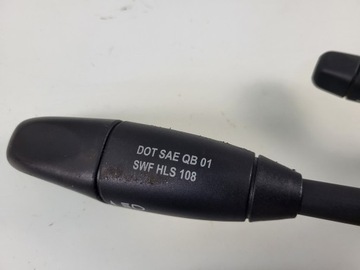 DOT SAE QB 01
SWF HLS 108